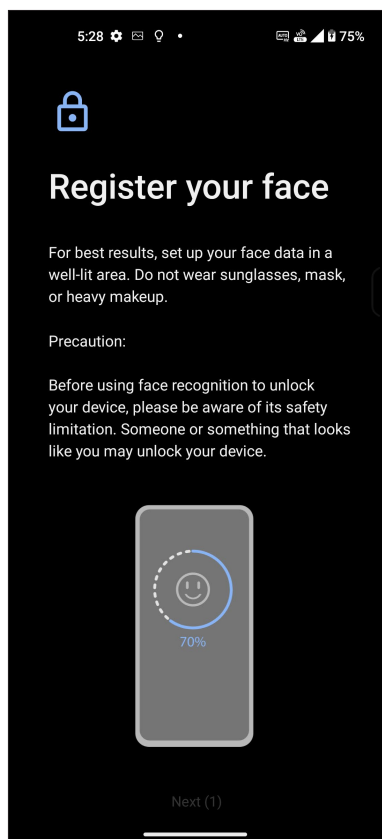 5:28 75%
Register your face
For best results, set up your face data in a
well-lit area. Do not wear sunglasses, mask,
or heavy makeup.
Precaution:
Before using face recognition to unlock
your device, please be aware of its safety
limitation. Someone or something that looks
like you may unlock your device.
70%
Next (1)